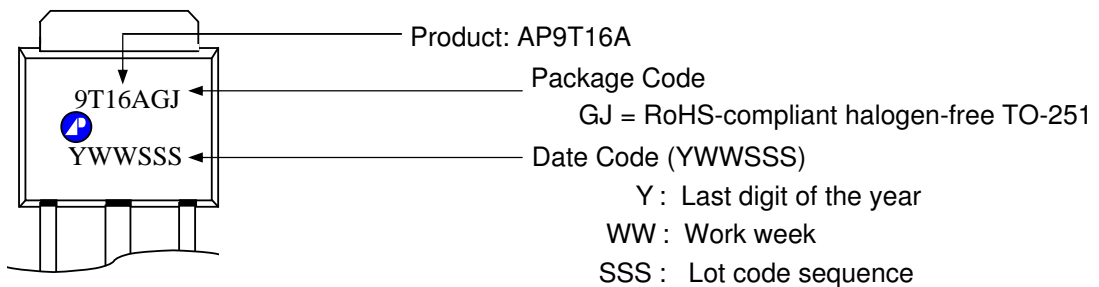 Product: AP9T16A
Package Code
9T16AGJ
GJ = RoHS-compliant halogen-free TO-251
AP
YWWSSS
Date Code (YWWSSS)
Y : Last digit of the year
WW : Work week
SSS : Lot code sequence